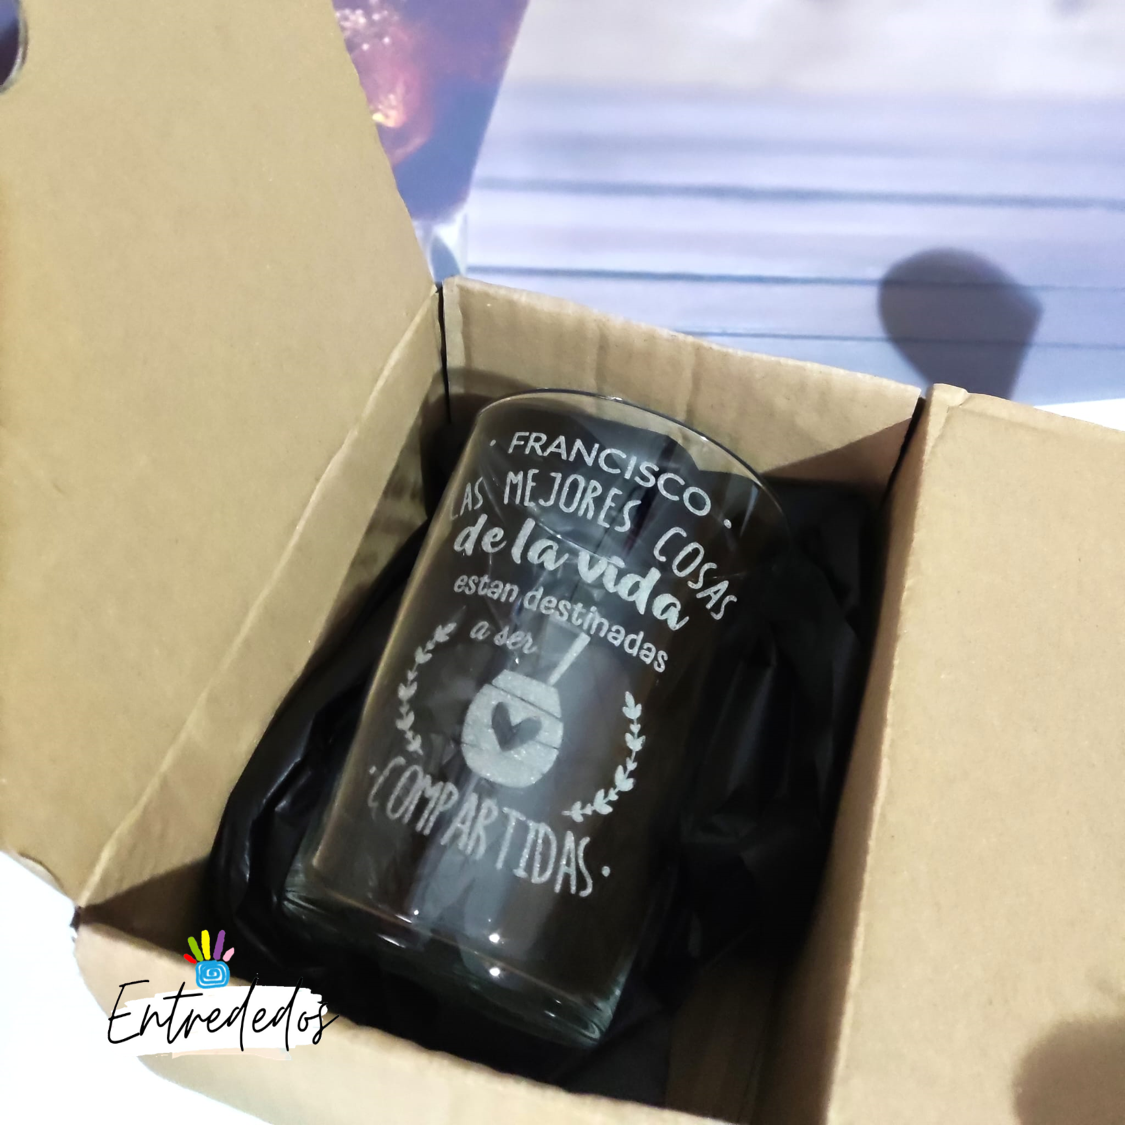 · FRANCISCO ·
LAS MEJORES COSAS
de la vida
estan destinadas
a ser
·COMPARTIDAS·
Entrededos